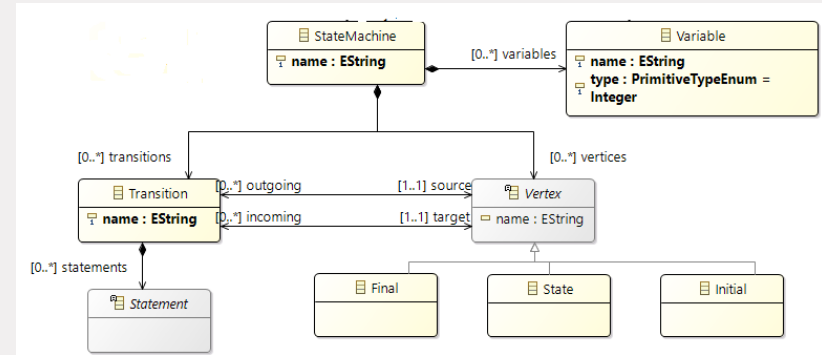 StateMachine
name : EString
[0..*] variables
Variable
name : EString
type : PrimitiveTypeEnum =
Integer
[0..*] transitions
[0..*] vertices
Transition
name : EString
[0..*] outgoing
[1..1] source
[0..*] incoming
[1..1] target
Vertex
name : EString
[0..*] statements
Statement
Final
State
Initial